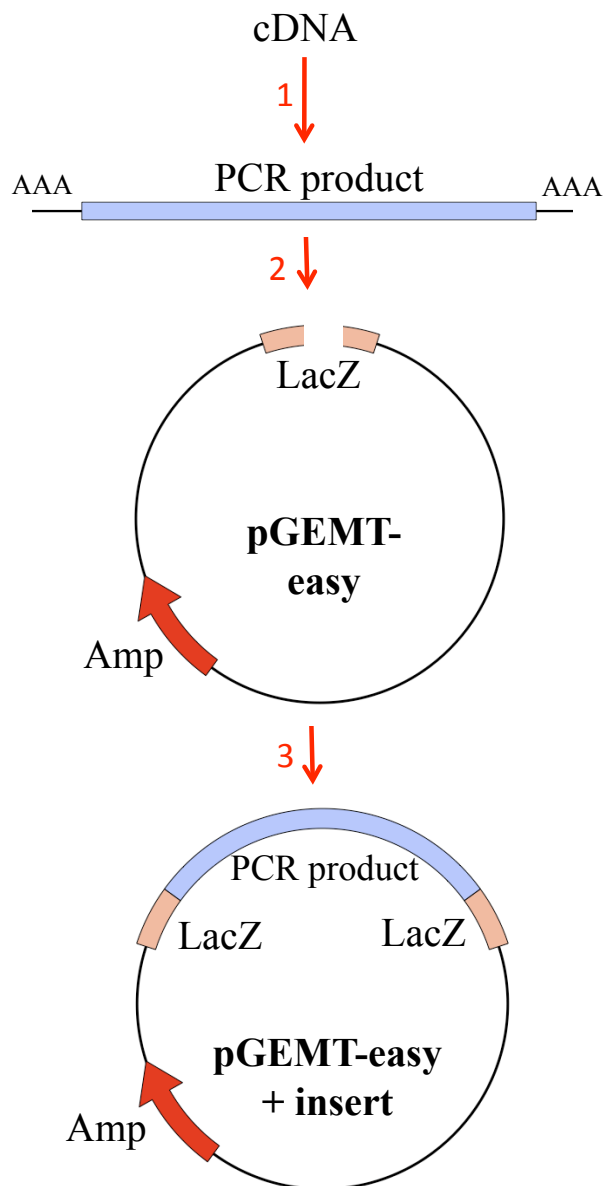 cDNA
1
PCR product
AAA
AAA
2
LacZ
pGEMT-
easy
Amp
3
PCR product
LacZ
LacZ
pGEMT-easy
+ insert
Amp